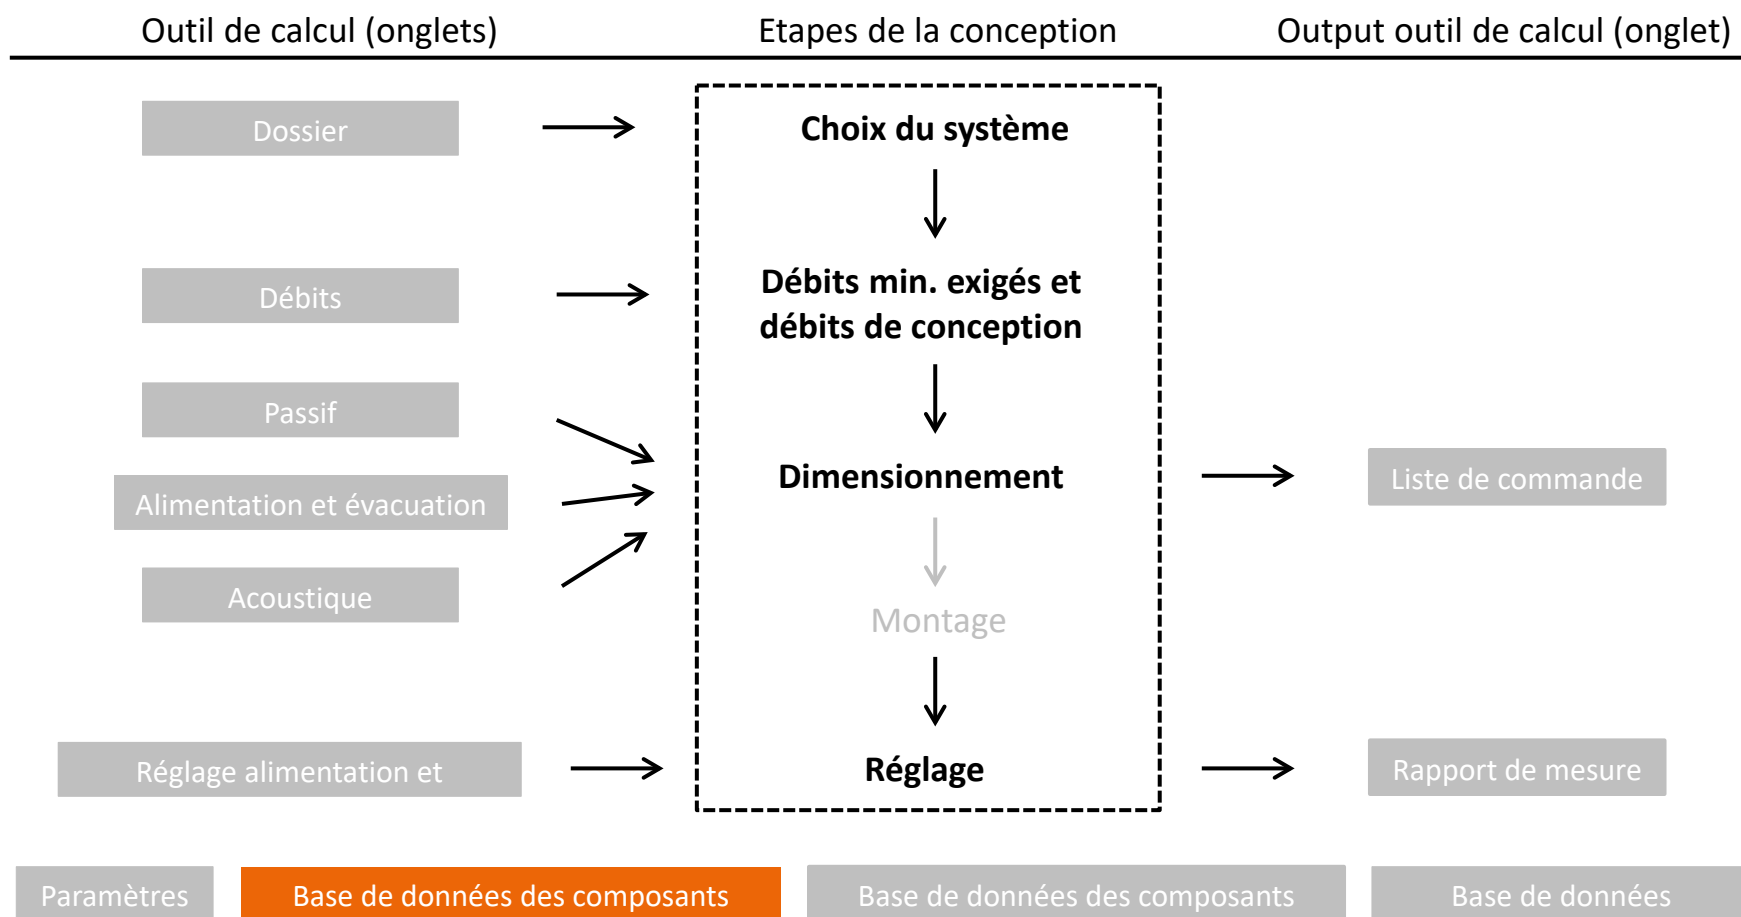 Outil de calcul (onglets)
Etapes de la conception
Output outil de calcul (onglet)
Dossier
Choix du système
Débits
Débits min. exigés et
débits de conception
Passif
Alimentation et évacuation
Dimensionnement
Liste de commande
Acoustique
Montage
Réglage alimentation et
Réglage
Rapport de mesure
Paramètres
Base de données des composants
Base de données des composants
Base de données